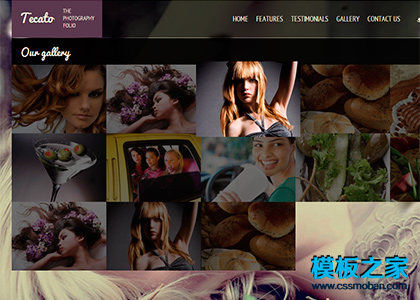 Tecato
THE
PHOTOGRAPHY
FOLIO
HOME FEATURES TESTIMONIALS GALLERY CONTACT US
Our gallery
模板之家
www.cssmoban.com